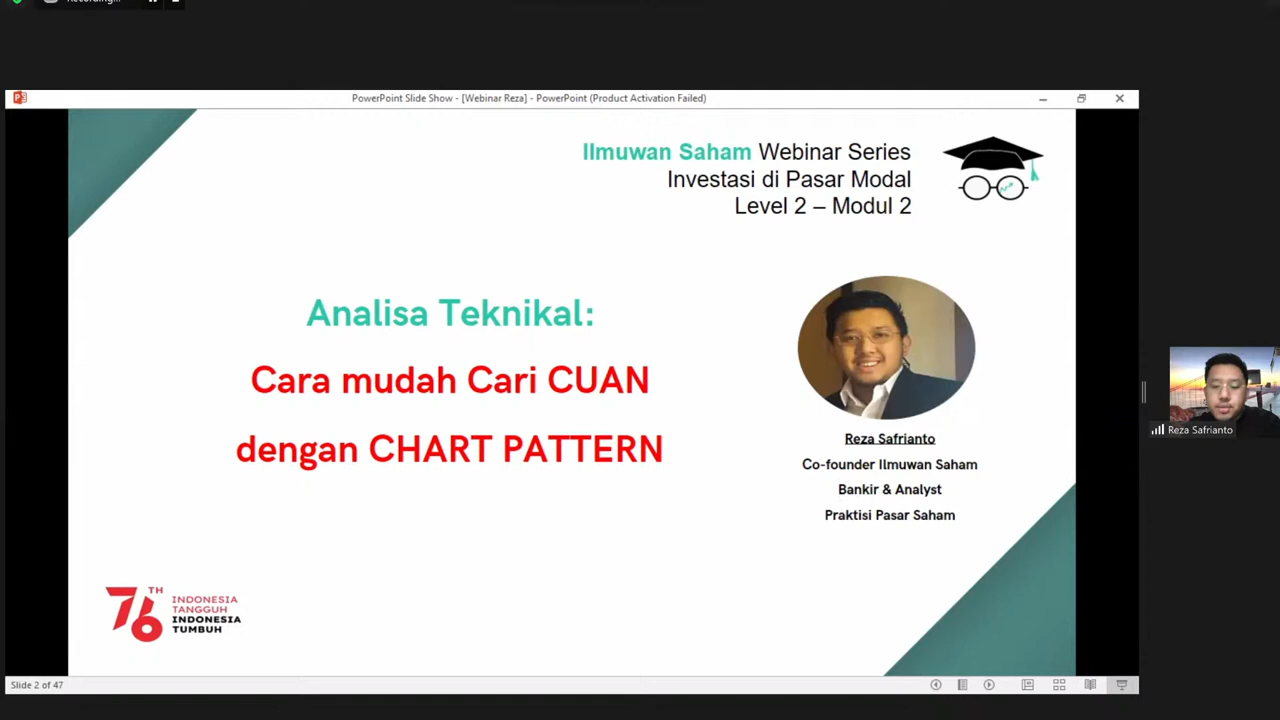 Recording...
PowerPoint Slide Show - [Webinar Reza] - PowerPoint (Product Activation Failed)
Ilmuwan Saham Webinar Series
Investasi di Pasar Modal
Level 2 – Modul 2
Analisa Teknikal:
Cara mudah Cari CUAN
dengan CHART PATTERN
Reza Safrianto
Co-founder Ilmuwan Saham
Bankir & Analyst
Praktisi Pasar Saham
Reza Safrianto
76TH
INDONESIA
TANGGUH
INDONESIA
TUMBUH
Slide 2 of 47